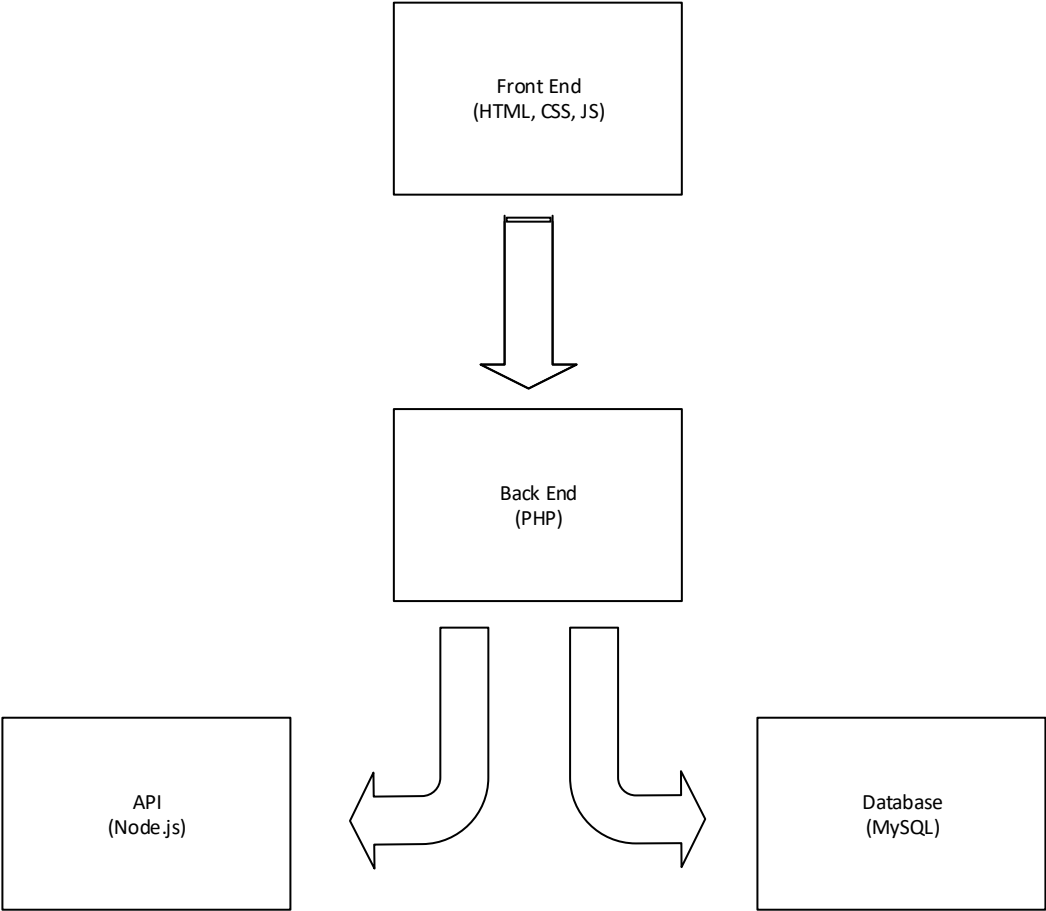 Front End
(HTML, CSS, JS)
Back End
(PHP)
API
(Node.js)
Database
(MySQL)